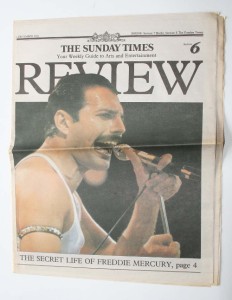 THE SUNDAY TIMES
Your Weekly Guide to Arts and Entertainment
6
REVIEW
THE SECRET LIFE OF FREDDIE MERCURY, page 4